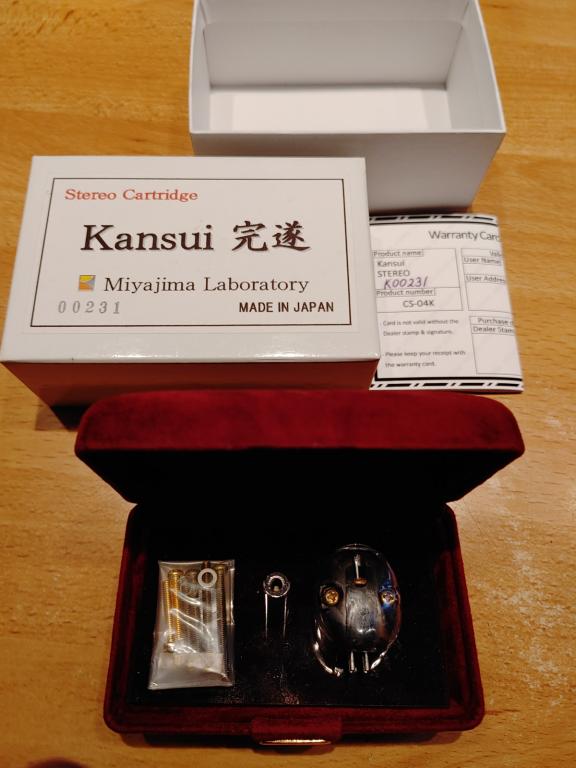 Stereo Cartridge
Kansui 完遂
Miyajima Laboratory
00231
MADE IN JAPAN
Warranty Card
Product name
Kansui
STEREO
K00231
Product number
CS-04K
User Name
User Address
- Card is not valid without the
Dealer stamp & signature.
- Please keep your receipt with
the warranty card.
Purchase
Dealer Stamp